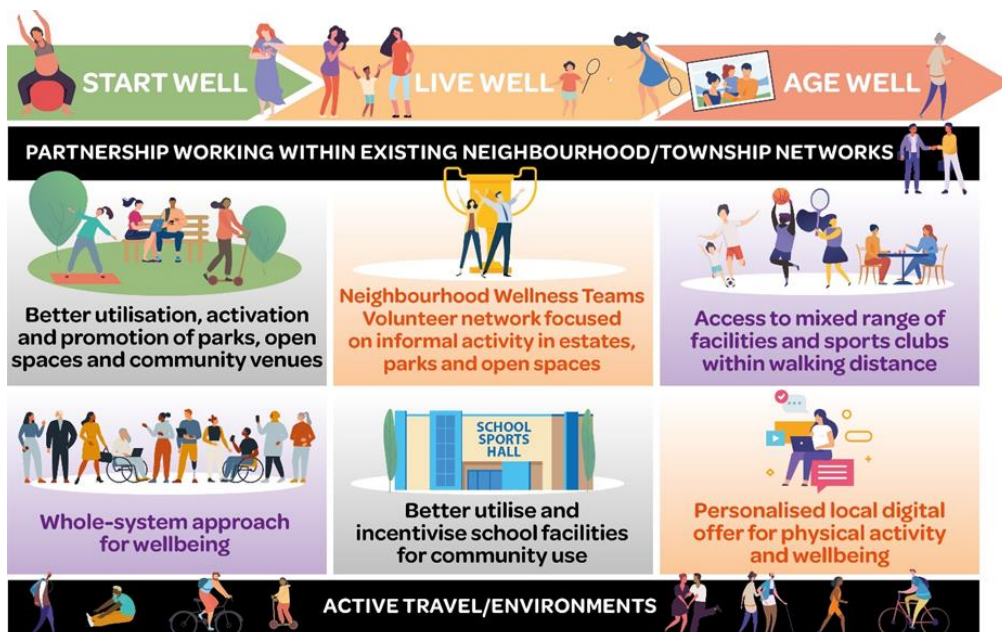 START WELL
LIVE WELL
AGE WELL
PARTNERSHIP WORKING WITHIN EXISTING NEIGHBOURHOOD/TOWNSHIP NETWORKS
Better utilisation, activation
and promotion of parks, open
spaces and community venues
Neighbourhood Wellness Teams
Volunteer network focused
on informal activity in estates,
parks and open spaces
Access to mixed range of
facilities and sports clubs
within walking distance
Whole-system approach
for wellbeing
SCHOOL
SPORTS
HALL
Better utilise and
incentivise school facilities
for community use
Personalised local digital
offer for physical activity
and wellbeing
ACTIVE TRAVEL/ENVIRONMENTS